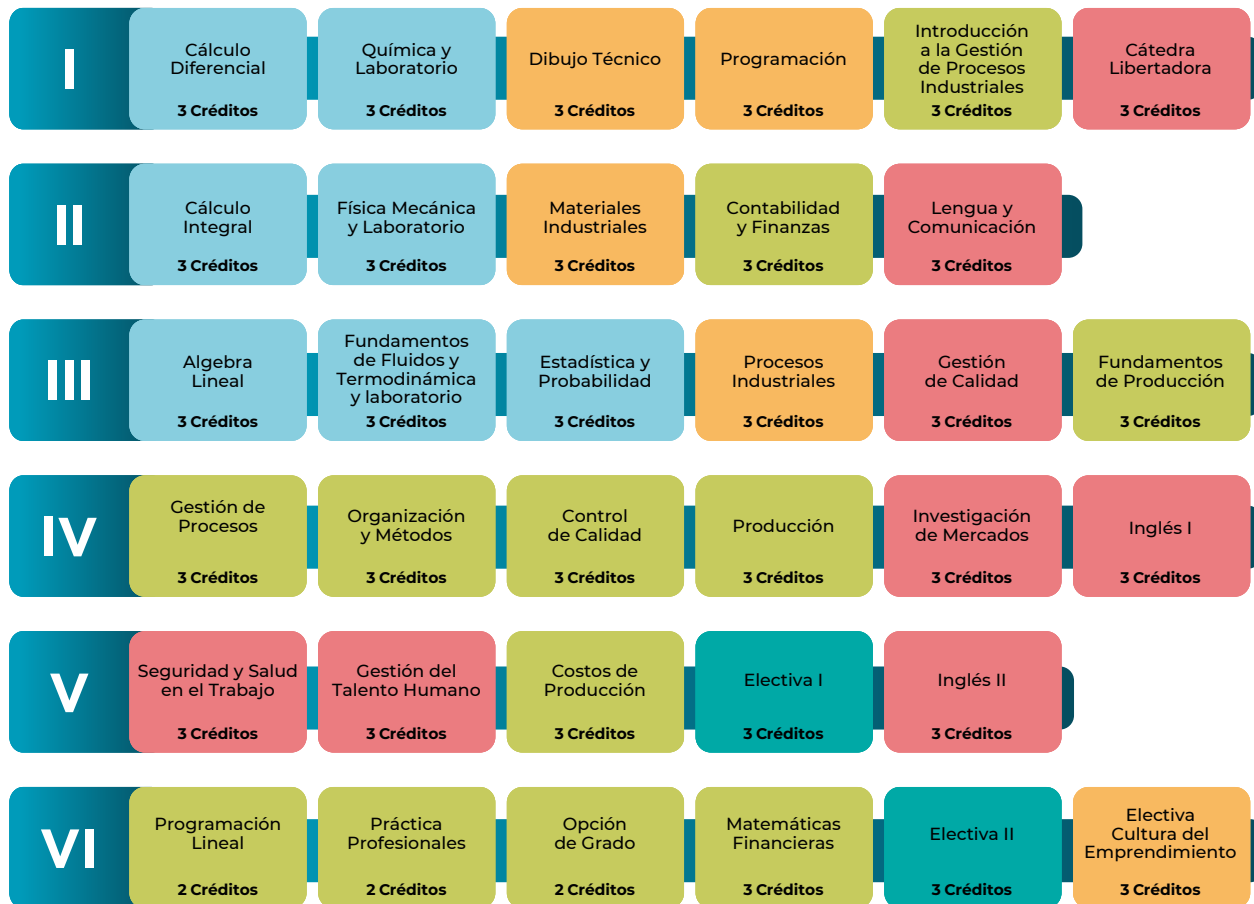 I
Cálculo
Diferencial
3 Créditos
Química y
Laboratorio
3 Créditos
Dibujo Técnico
3 Créditos
Programación
3 Créditos
Introducción
a la Gestión
de Procesos
Industriales
3 Créditos
Cátedra
Libertadora
3 Créditos
II
Cálculo
Integral
3 Créditos
Física Mecánica
y Laboratorio
3 Créditos
Materiales
Industriales
3 Créditos
Contabilidad
y Finanzas
3 Créditos
Lengua y
Comunicación
3 Créditos
III
Algebra
Lineal
3 Créditos
Fundamentos
de Fluidos y
Termodinámica
y laboratorio
3 Créditos
Estadística y
Probabilidad
3 Créditos
Procesos
Industriales
3 Créditos
Gestión
de Calidad
3 Créditos
Fundamentos
de Producción
3 Créditos
IV
Gestión de
Procesos
3 Créditos
Organización
y Métodos
3 Créditos
Control
de Calidad
3 Créditos
Producción
3 Créditos
Investigación
de Mercados
3 Créditos
Inglés I
3 Créditos
V
Seguridad y Salud
en el Trabajo
3 Créditos
Gestión del
Talento Humano
3 Créditos
Costos de
Producción
3 Créditos
Electiva I
3 Créditos
Inglés II
3 Créditos
VI
Programación
Lineal
2 Créditos
Práctica
Profesionales
2 Créditos
Opción
de Grado
2 Créditos
Matemáticas
Financieras
3 Créditos
Electiva II
3 Créditos
Electiva
Cultura del
Emprendimiento
3 Créditos